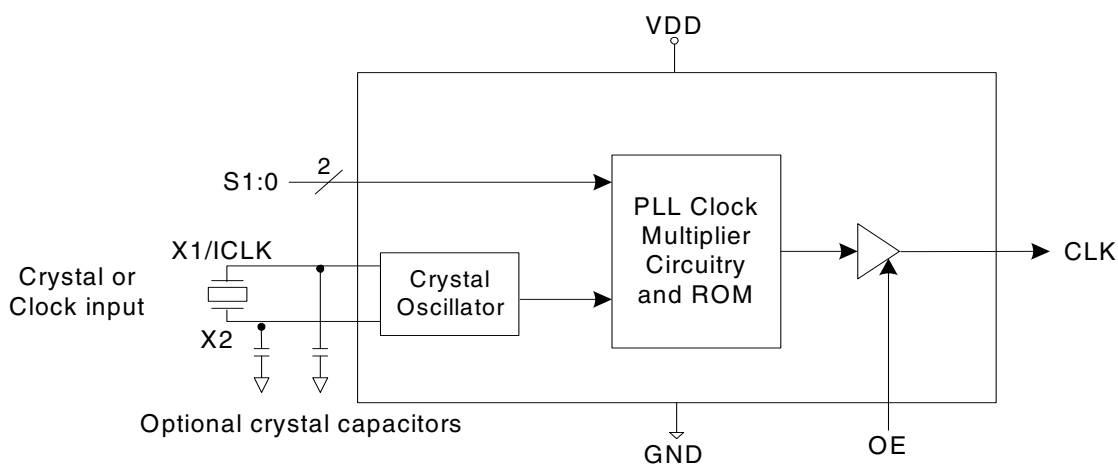 VDD
2
S1:0
PLL Clock
Multiplier
Circuitry
and ROM
X1/ICLK
Crystal or
Clock input
X2
Crystal
Oscillator
CLK
Optional crystal capacitors
GND
OE